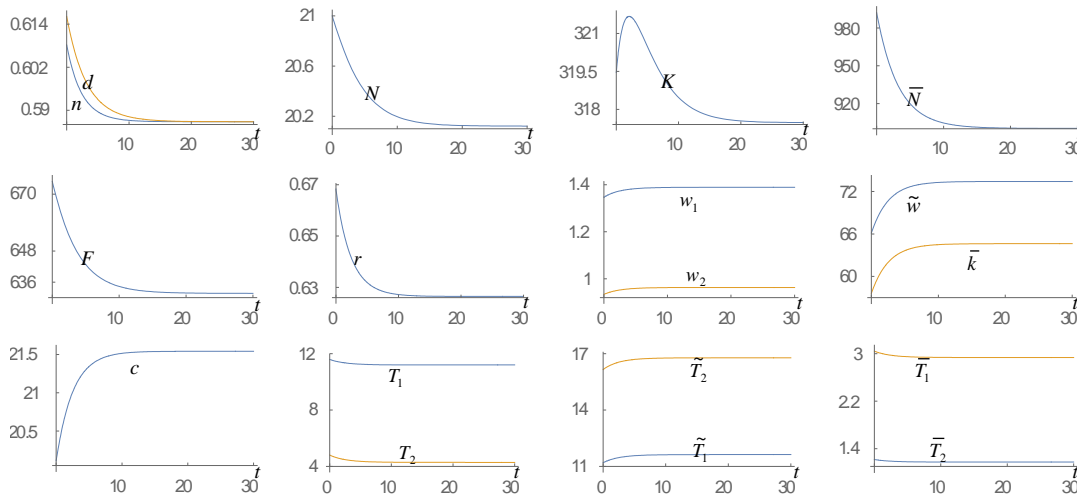 0.614
0.602
0.59
d
n
10
20
30
t
21
20.6
20.2
N
10
20
30
t
321
319.5
318
K
10
20
30
t
980
950
920
N̅
10
20
30
t
670
648
636
F
10
20
30
t
0.67
0.65
0.63
r
10
20
30
t
1.4
1.2
1
w₁
w₂
0
10
20
30
t
72
66
60
w̃
k̅
10
20
30
t
21.5
21
20.5
c
10
20
30
t
12
8
4
T₁
T₂
0
10
20
30
t
17
14
11
T̃₂
T̃₁
0
10
20
30
t
3
2.2
1.4
T̅₁
T̅₂
10
20
30
t